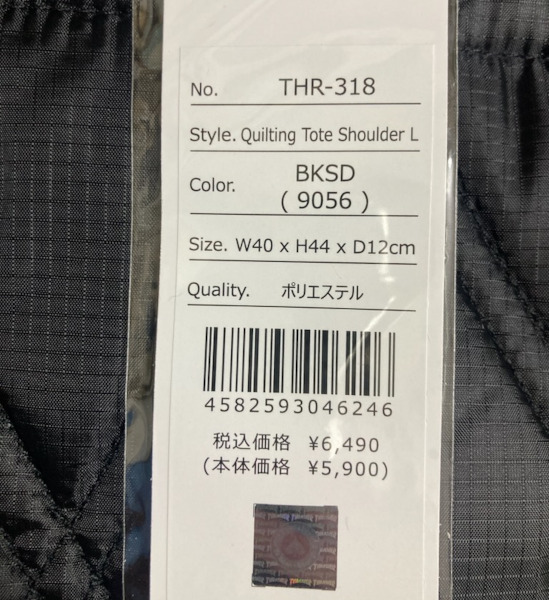 No. THR-318
Style. Quilting Tote Shoulder L
Color. BKSD
( 9056 )
Size. W40 x H44 x D12cm
Quality. ポリエステル
4582593046246
税込価格 ¥6,490
(本体価格 ¥5,900)